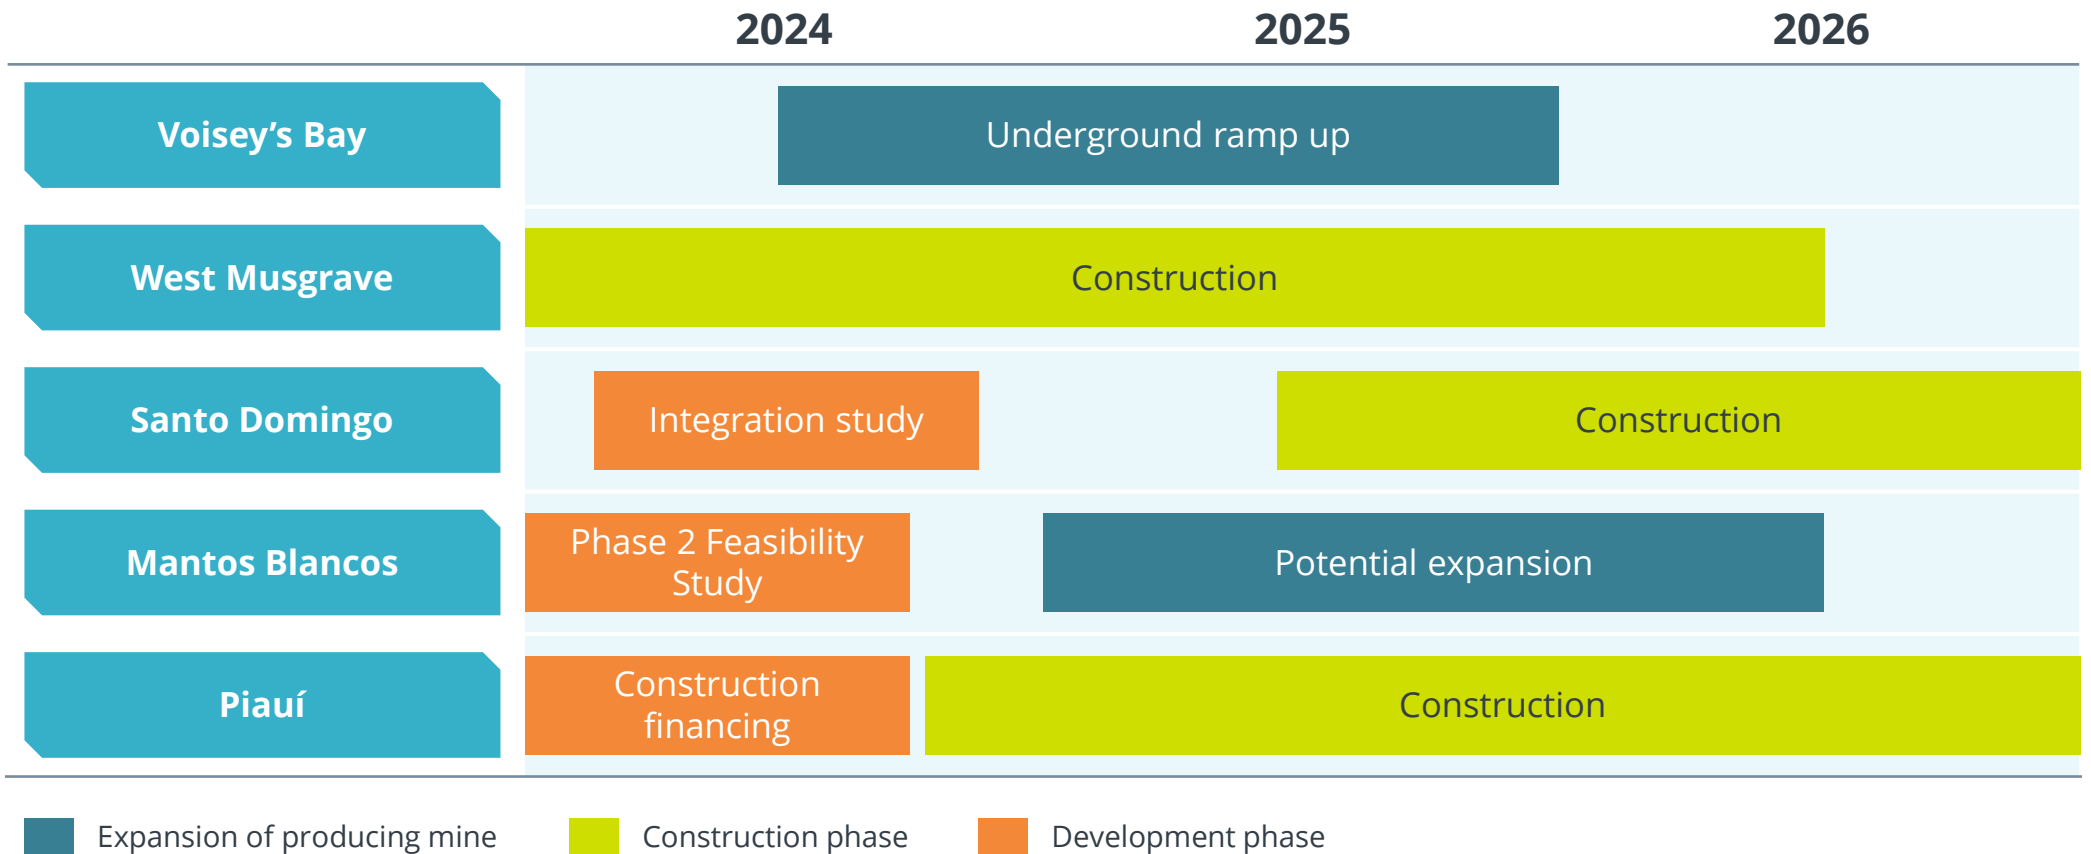 2024 2025 2026
Voisey’s Bay
Underground ramp up
West Musgrave
Construction
Santo Domingo
Integration study
Construction
Mantos Blancos
Phase 2 Feasibility
Study
Potential expansion
Piauí
Construction
financing
Construction
Expansion of producing mine
Construction phase
Development phase